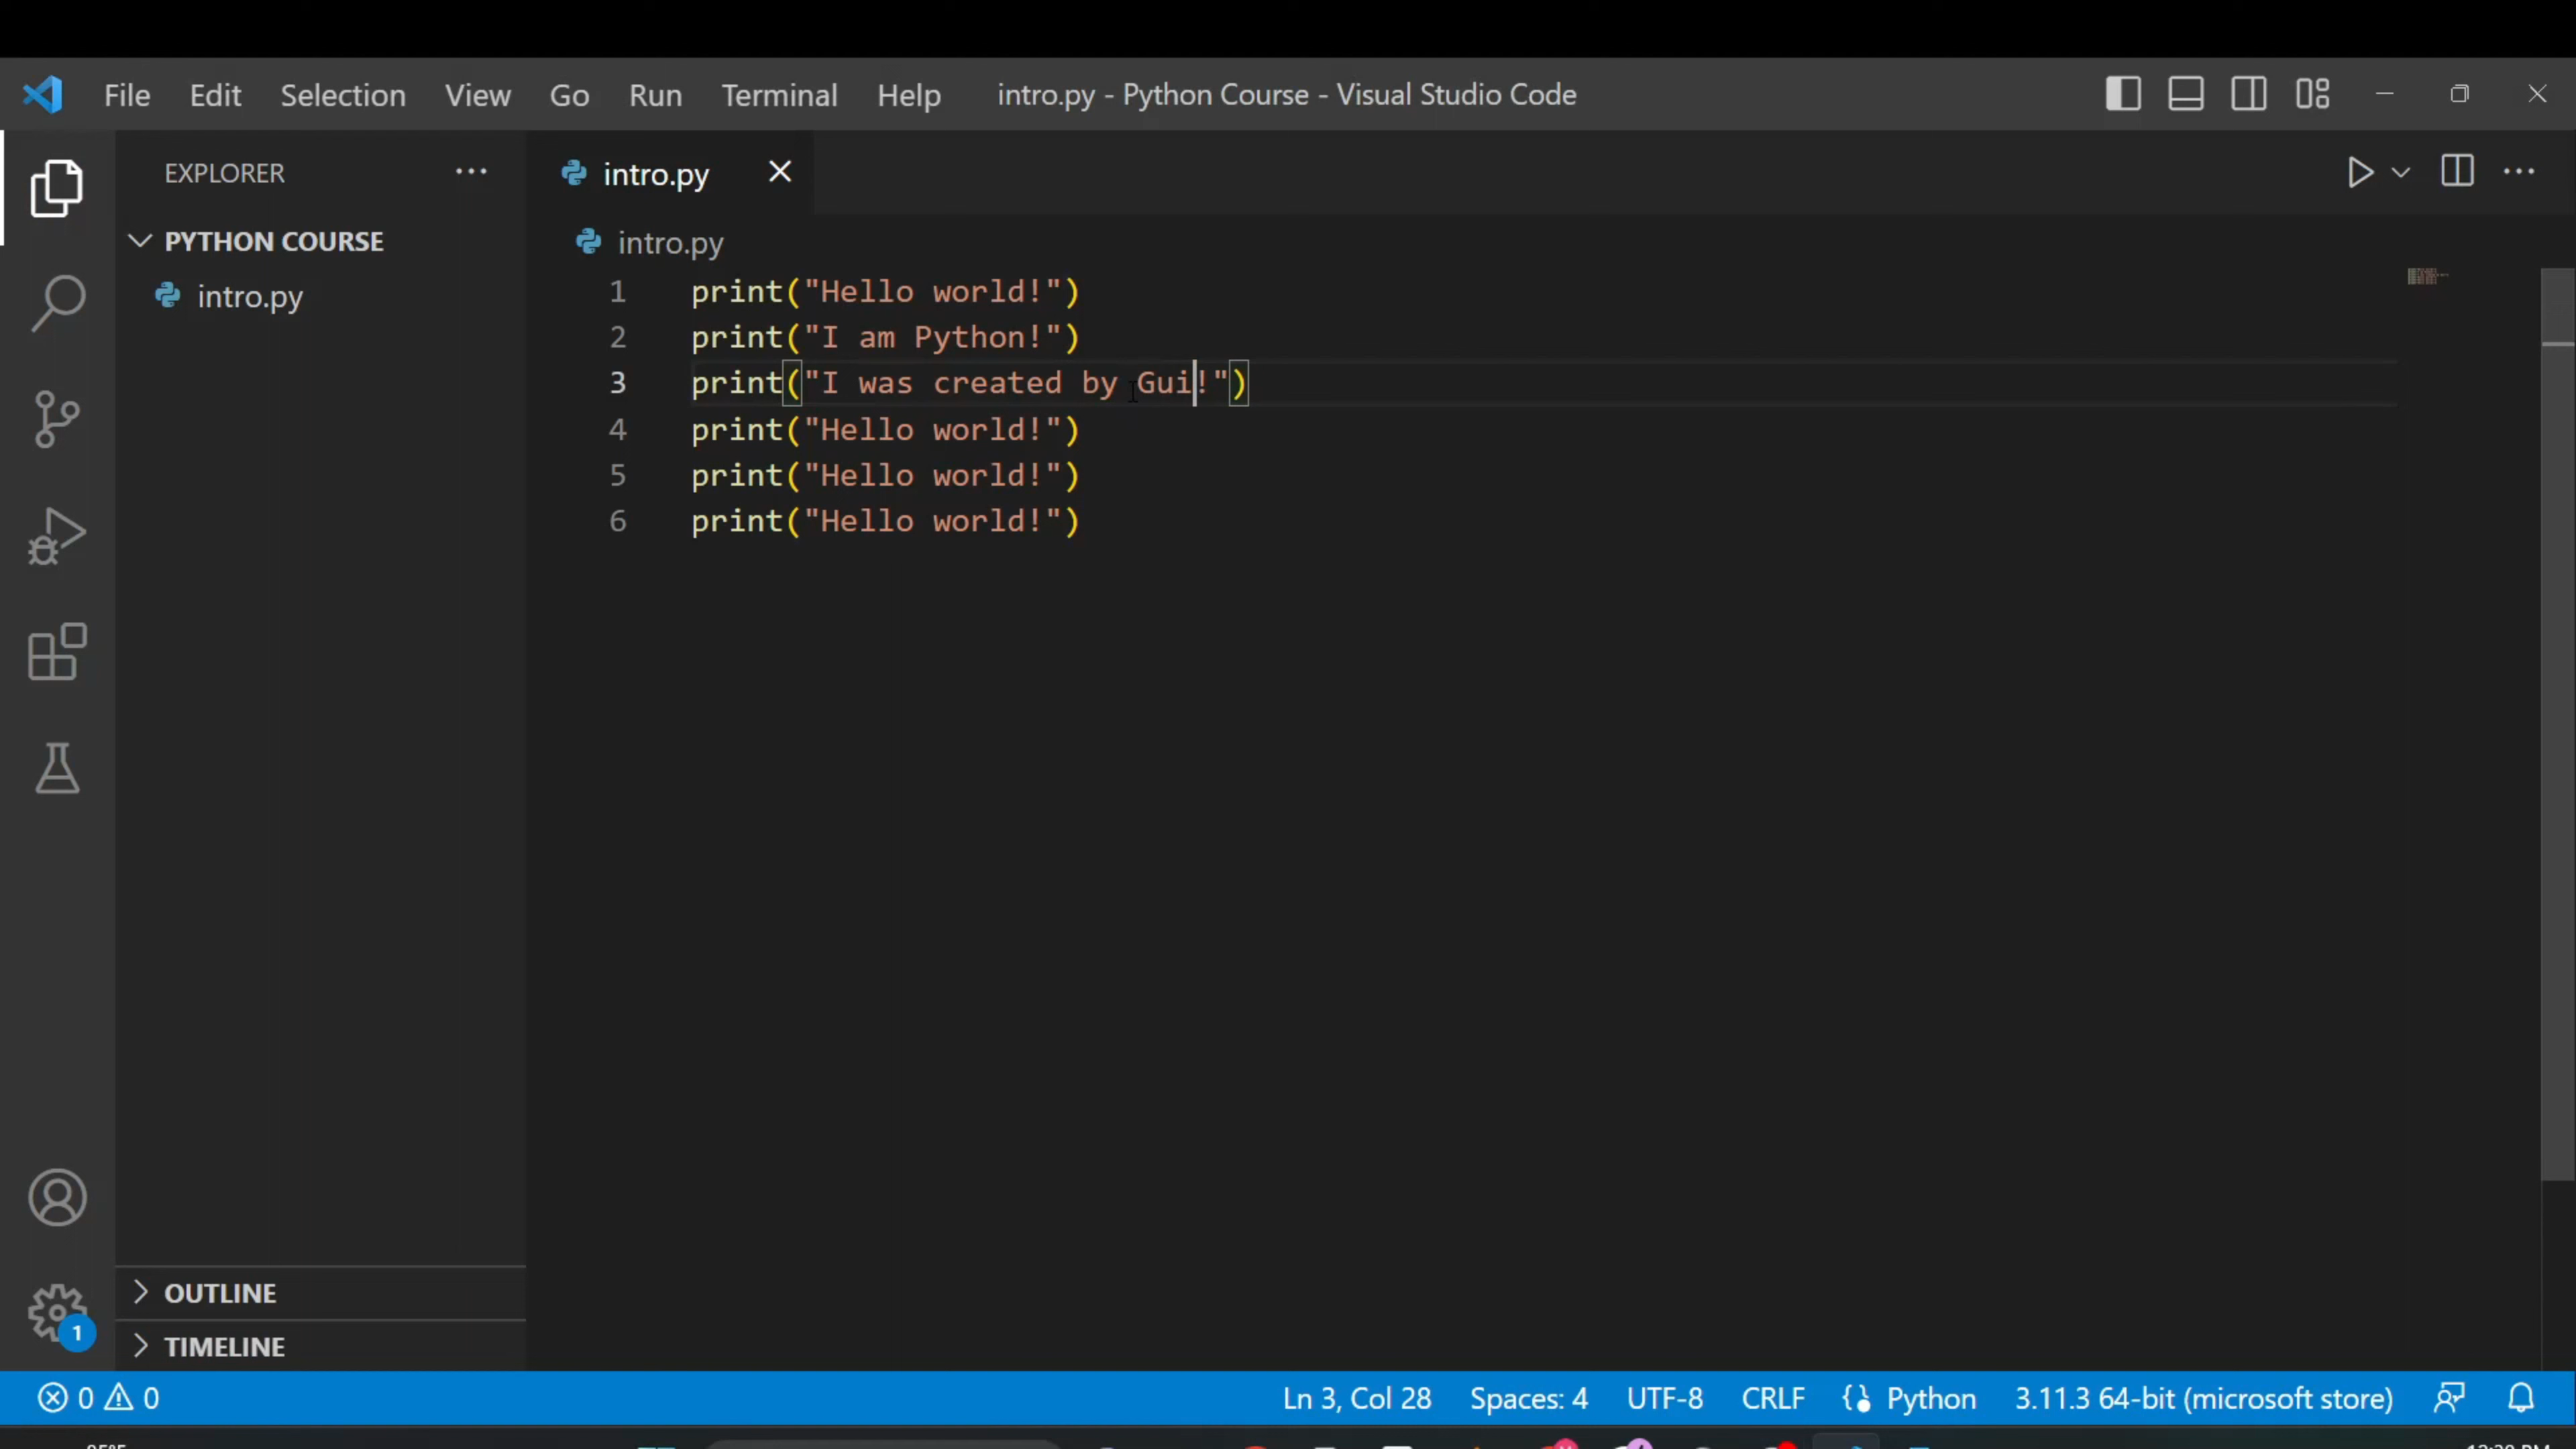 File Edit Selection View Go Run Terminal Help intro.py - Python Course - Visual Studio Code
EXPLORER
PYTHON COURSE
intro.py
OUTLINE
TIMELINE
intro.py
intro.py
1 print("Hello world!")
2 print("I am Python!")
3 print("I was created by Gui!")
4 print("Hello world!")
5 print("Hello world!")
6 print("Hello world!")
1
0 0 Ln 3, Col 28 Spaces: 4 UTF-8 CRLF {} Python 3.11.3 64-bit (microsoft store)